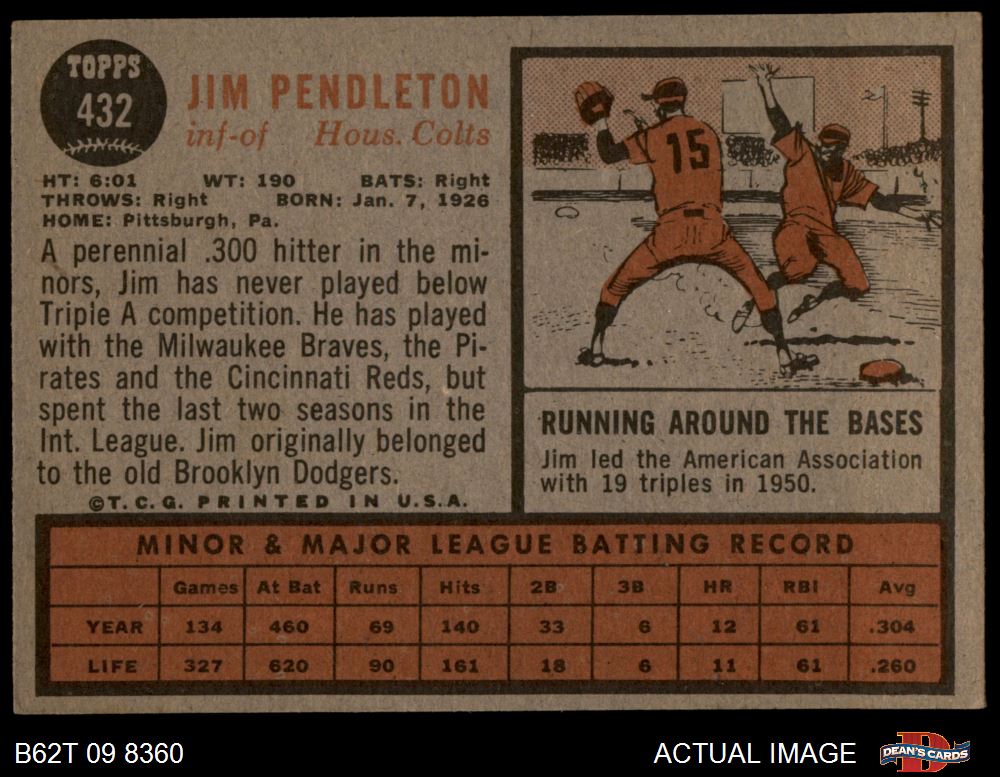 TOPPS
432
JIM PENDLETON
inf-of Hous. Colts
HT: 6:01 WT: 190 BATS: Right
THROWS: Right BORN: Jan. 7, 1926
HOME: Pittsburgh, Pa.
A perennial .300 hitter in the mi-
nors, Jim has never played below
Triple A competition. He has played
with the Milwaukee Braves, the Pi-
rates and the Cincinnati Reds, but
spent the last two seasons in the
Int. League. Jim originally belonged
to the old Brooklyn Dodgers.
©T.C.G. PRINTED IN U.S.A.
15
RUNNING AROUND THE BASES
Jim led the American Association
with 19 triples in 1950.
MINOR & MAJOR LEAGUE BATTING RECORD
Games At Bat Runs Hits 2B 3B HR RBI Avg
YEAR 134 460 69 140 33 6 12 61 .304
LIFE 327 620 90 161 18 6 11 61 .260
B62T 09 8360
ACTUAL IMAGE
D
DEAN'S CARDS